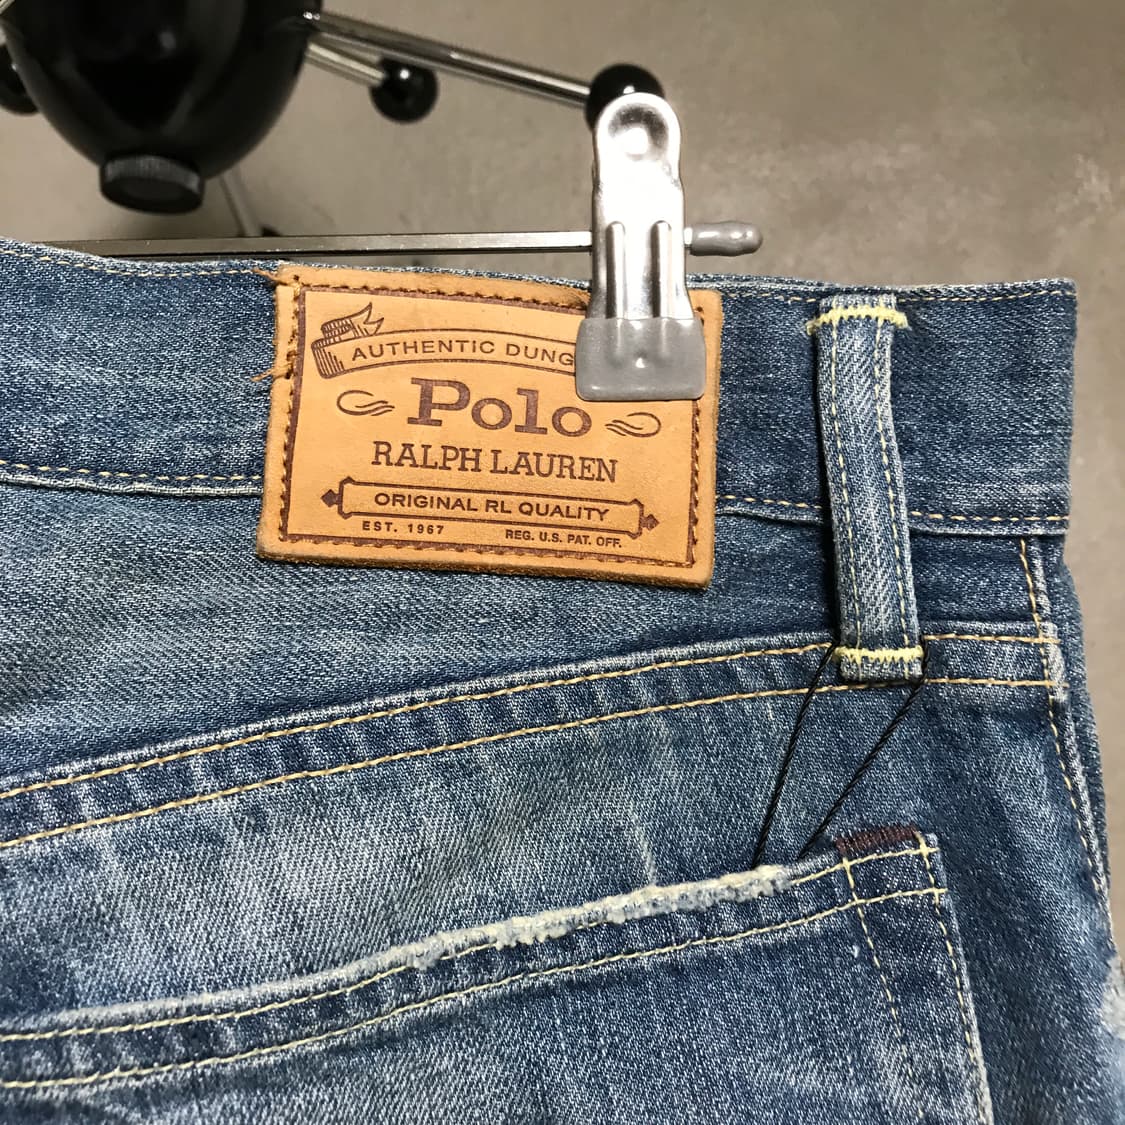 AUTHENTIC DUNG
Polo
RALPH LAUREN
ORIGINAL RL QUALITY
EST. 1967 REG. U.S. PAT. OFF.